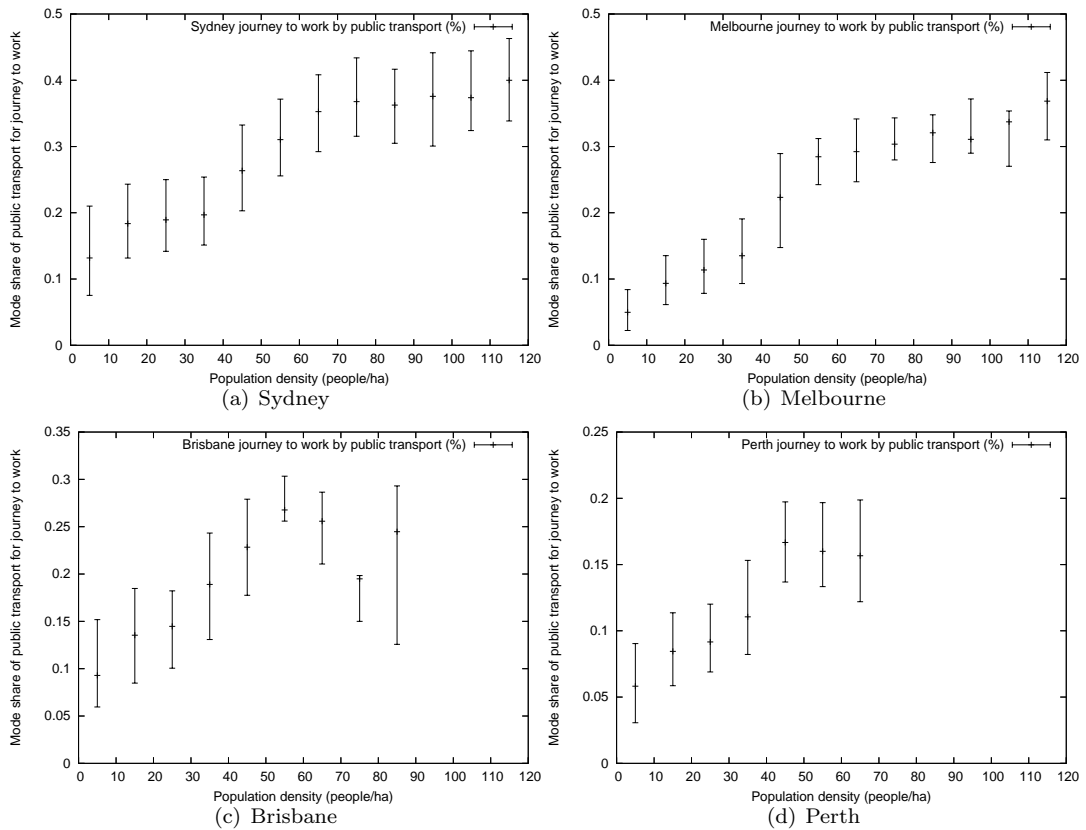 Sydney journey to work by public transport (%)
Mode share of public transport for journey to work
0.5
0.4
0.3
0.2
0.1
0
0 10 20 30 40 50 60 70 80 90 100 110 120
Population density (people/ha)
(a) Sydney
Melbourne journey to work by public transport (%)
Mode share of public transport for journey to work
0.5
0.4
0.3
0.2
0.1
0
0 10 20 30 40 50 60 70 80 90 100 110 120
Population density (people/ha)
(b) Melbourne
Brisbane journey to work by public transport (%)
Mode share of public transport for journey to work
0.35
0.3
0.25
0.2
0.15
0.1
0.05
0
0 10 20 30 40 50 60 70 80 90 100 110 120
Population density (people/ha)
(c) Brisbane
Perth journey to work by public transport (%)
Mode share of public transport for journey to work
0.25
0.2
0.15
0.1
0.05
0
0 10 20 30 40 50 60 70 80 90 100 110 120
Population density (people/ha)
(d) Perth